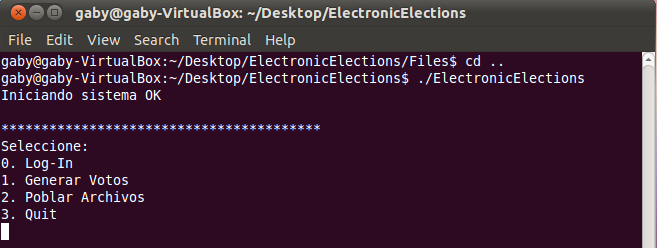 gaby@gaby-VirtualBox: ~/Desktop/ElectronicElections
File Edit View Search Terminal Help
gaby@gaby-VirtualBox:~/Desktop/ElectronicElections/Files$ cd ..
gaby@gaby-VirtualBox:~/Desktop/ElectronicElections$ ./ElectronicElections
Iniciando sistema OK
****************************************
Seleccione:
0. Log-In
1. Generar Votos
2. Poblar Archivos
3. Quit